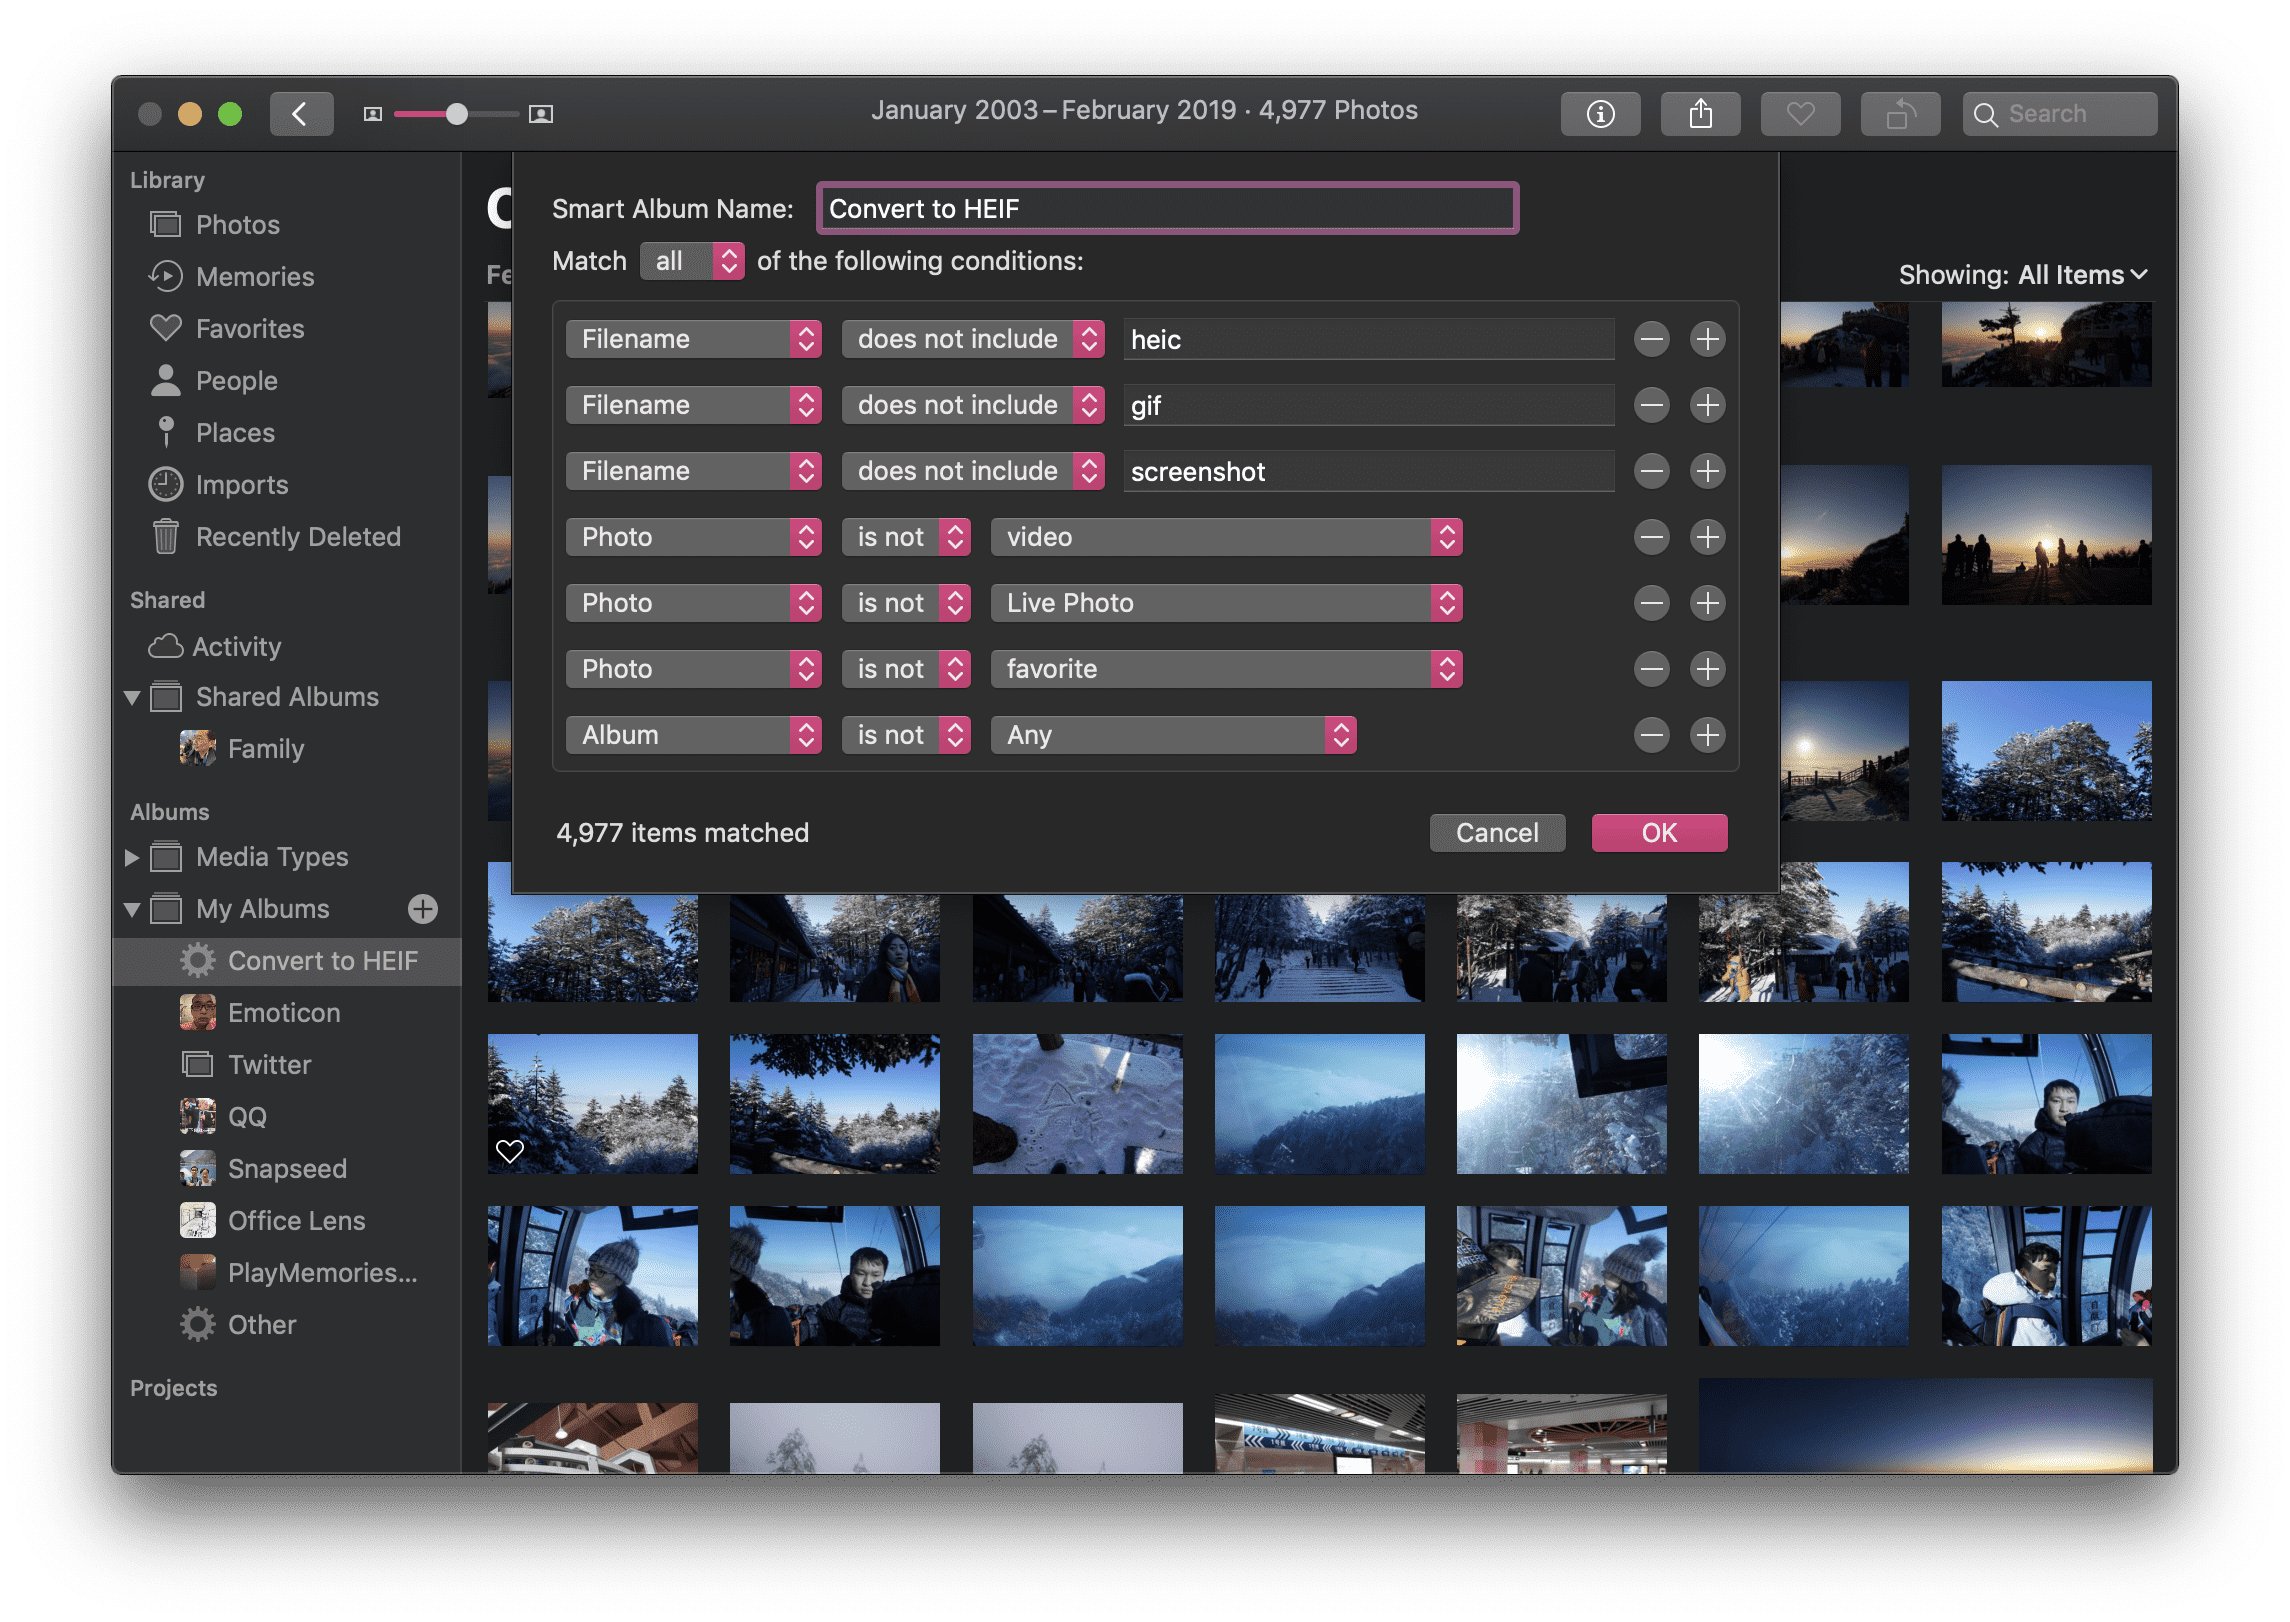 January 2003 – February 2019 · 4,977 Photos
Search
Library
Photos
Memories
Favorites
People
Places
Imports
Recently Deleted
Shared
Activity
Shared Albums
Family
Albums
Media Types
My Albums
Convert to HEIF
Emoticon
Twitter
QQ
Snapseed
Office Lens
PlayMemories...
Other
Projects
Smart Album Name: Convert to HEIF
Match all of the following conditions:
Filename does not include heic
Filename does not include gif
Filename does not include screenshot
Photo is not video
Photo is not Live Photo
Photo is not favorite
Album is not Any
4,977 items matched
Cancel OK
Showing: All Items